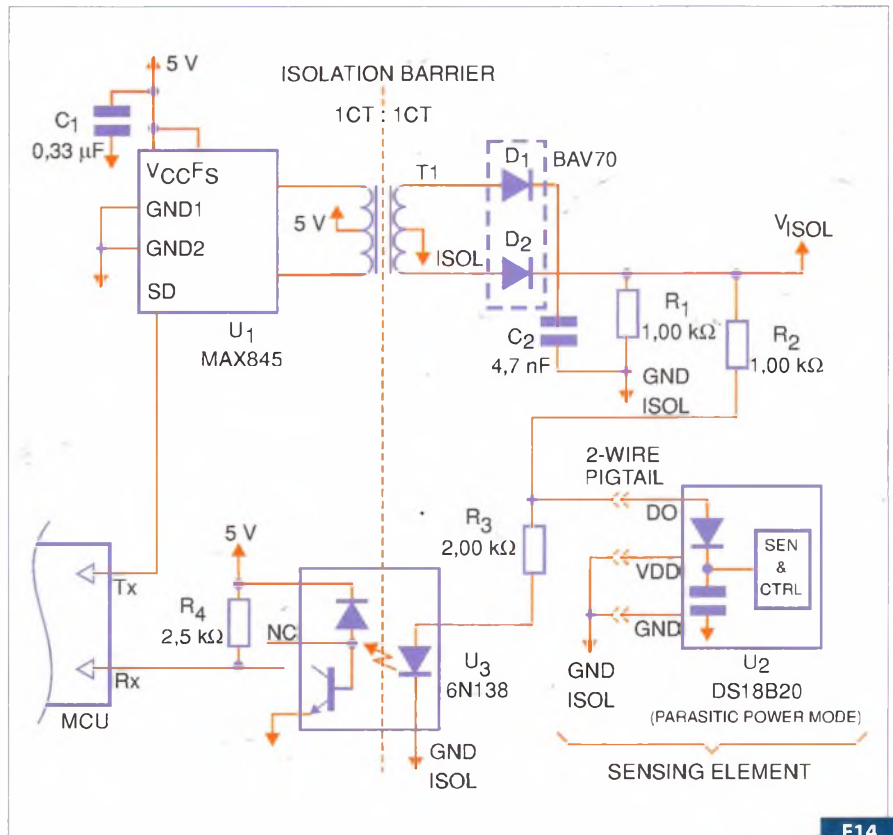 5 V
ISOLATION BARRIER
1CT : 1CT
C1
0,33 µF
T1
D1
BAV70
VCCFS
GND1
5 V
VISOL
GND2
ISOL
D2
SD
R1
1,00 kΩ
R2
1,00 kΩ
U1
MAX845
C2
4,7 nF
GND
ISOL
2-WIRE
PIGTAIL
DO
5 V
R3
2,00 kΩ
SEN
&
CTRL
Tx
VDD
R4
2,5 kΩ
NC
GND
U3
6N138
Rx
GND
ISOL
U2
DS18B20
(PARASITIC POWER MODE)
MCU
GND
ISOL
SENSING ELEMENT
E14